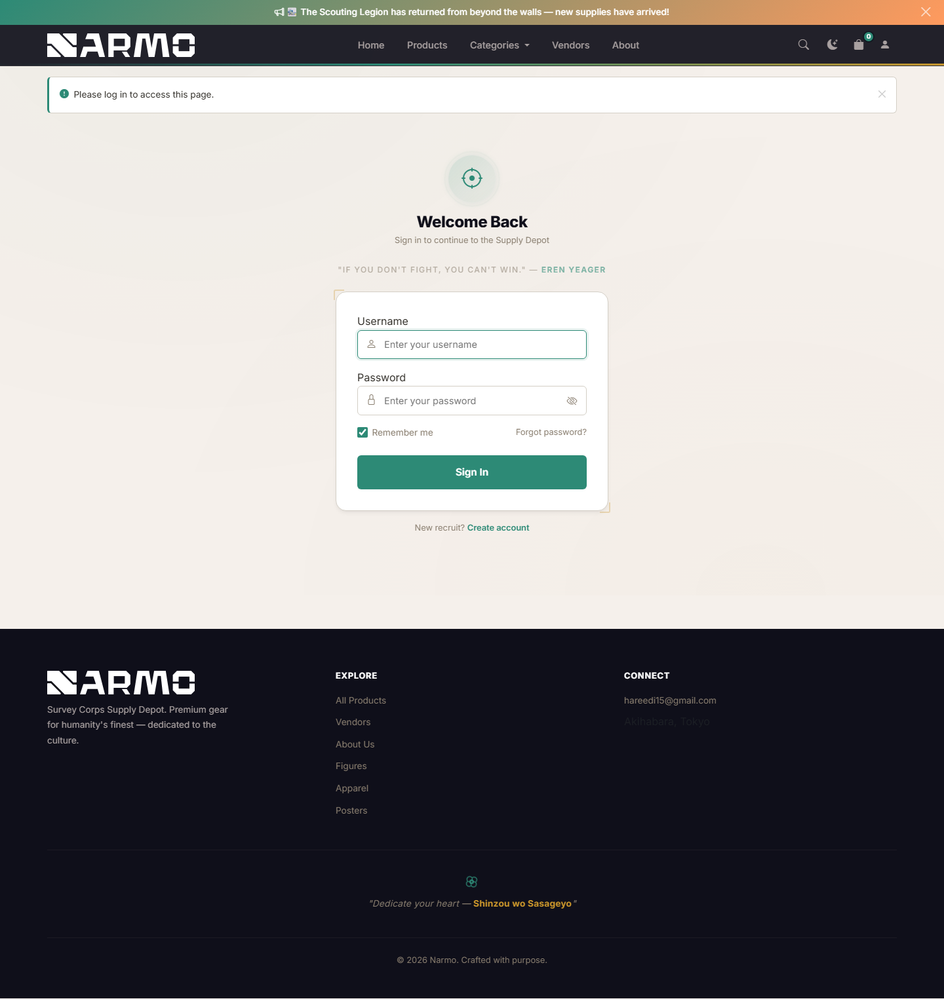 The Scouting Legion has returned from beyond the walls — new supplies have arrived!
NARMO
Home
Products
Categories
Vendors
About
0
Please log in to access this page.
Welcome Back
Sign in to continue to the Supply Depot
"IF YOU DON'T FIGHT, YOU CAN'T WIN." — EREN YEAGER
Username
Enter your username
Password
Enter your password
Remember me
Forgot password?
Sign In
New recruit? Create account
NARMO
Survey Corps Supply Depot. Premium gear
for humanity's finest — dedicated to the
culture.
EXPLORE
All Products
Vendors
About Us
Figures
Apparel
Posters
CONNECT
hareedi15@gmail.com
Akihabara, Tokyo
"Dedicate your heart — Shinzou wo Sasageyo"
© 2026 Narmo. Crafted with purpose.